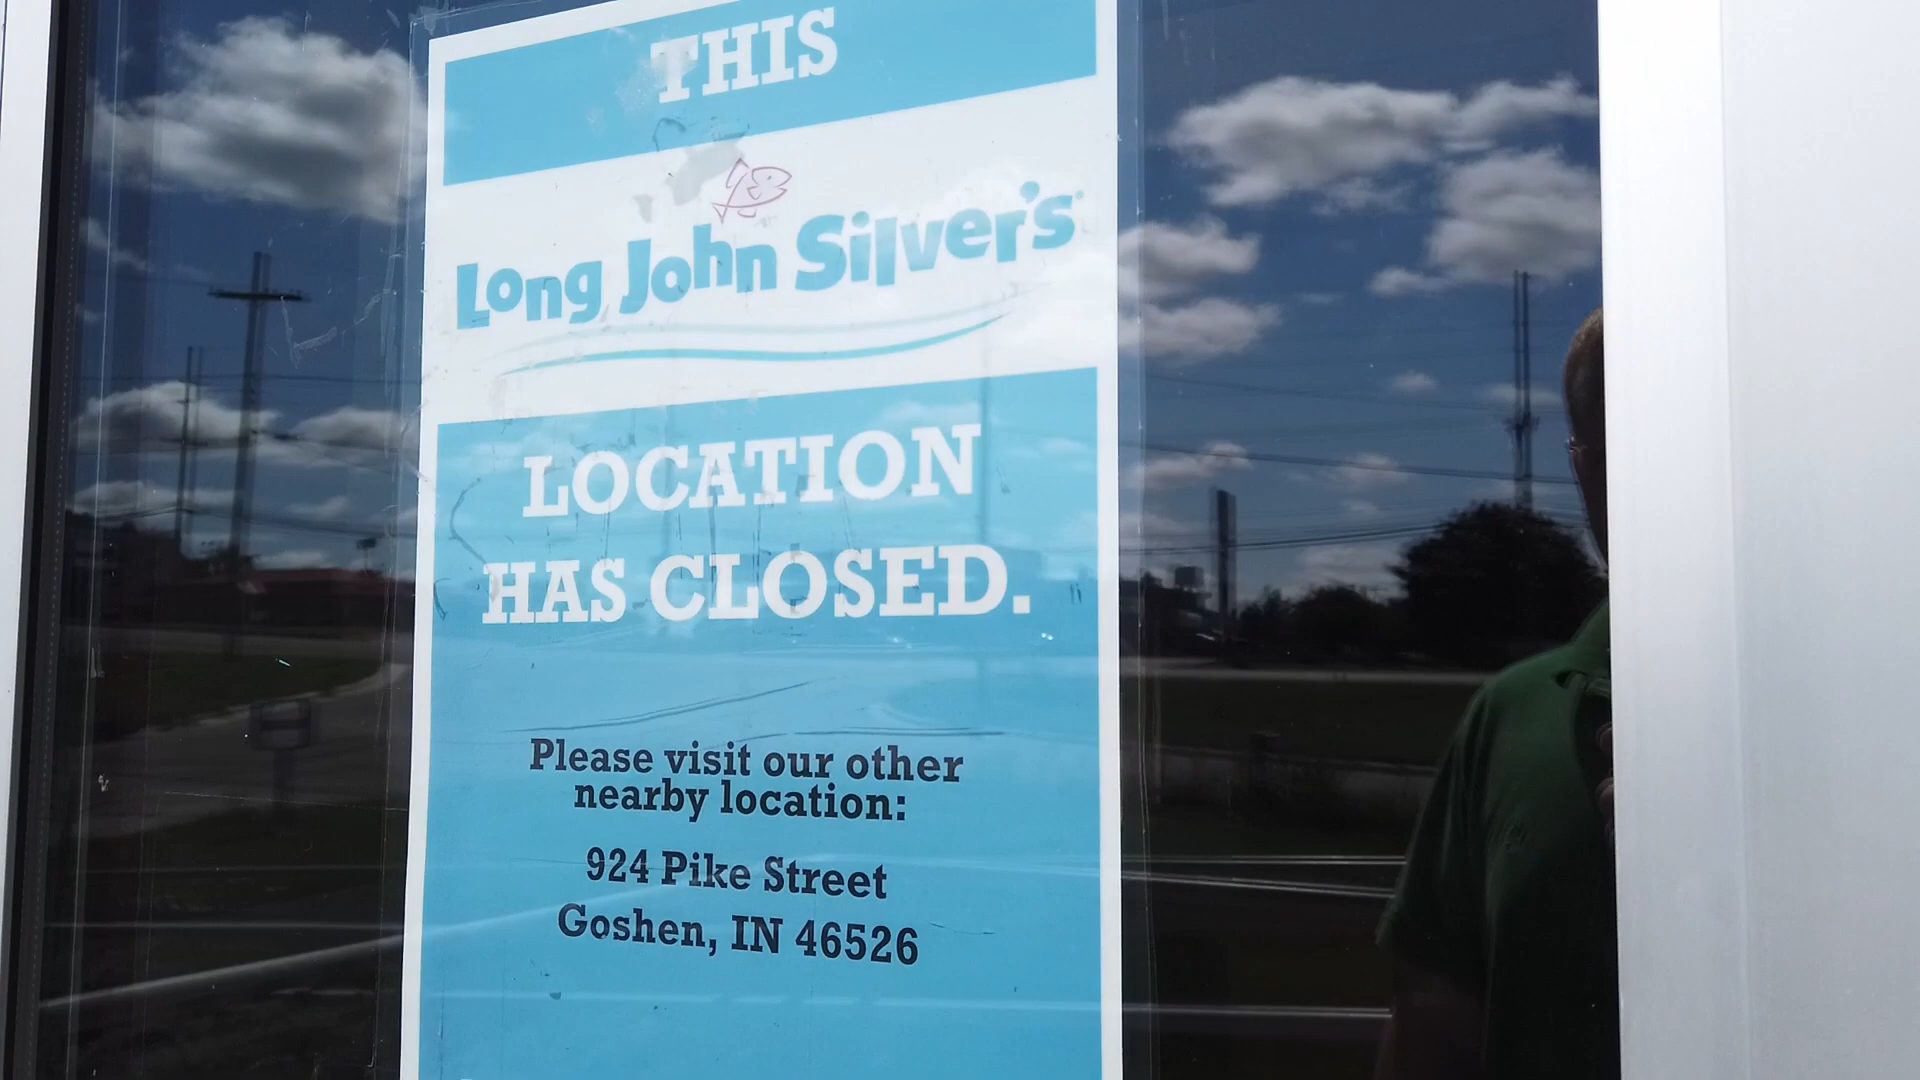 THIS
Long John Silver's
LOCATION
HAS CLOSED.
Please visit our other
nearby location:
924 Pike Street
Goshen, IN 46526